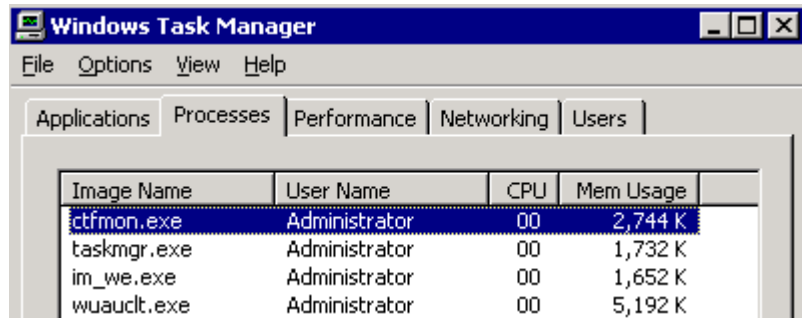 Windows Task Manager
File Options View Help
Applications Processes Performance Networking Users
Image Name User Name CPU Mem Usage
ctfmon.exe Administrator 00 2,744 K
taskmgr.exe Administrator 00 1,732 K
im_we.exe Administrator 00 1,652 K
wuauclt.exe Administrator 00 5,192 K